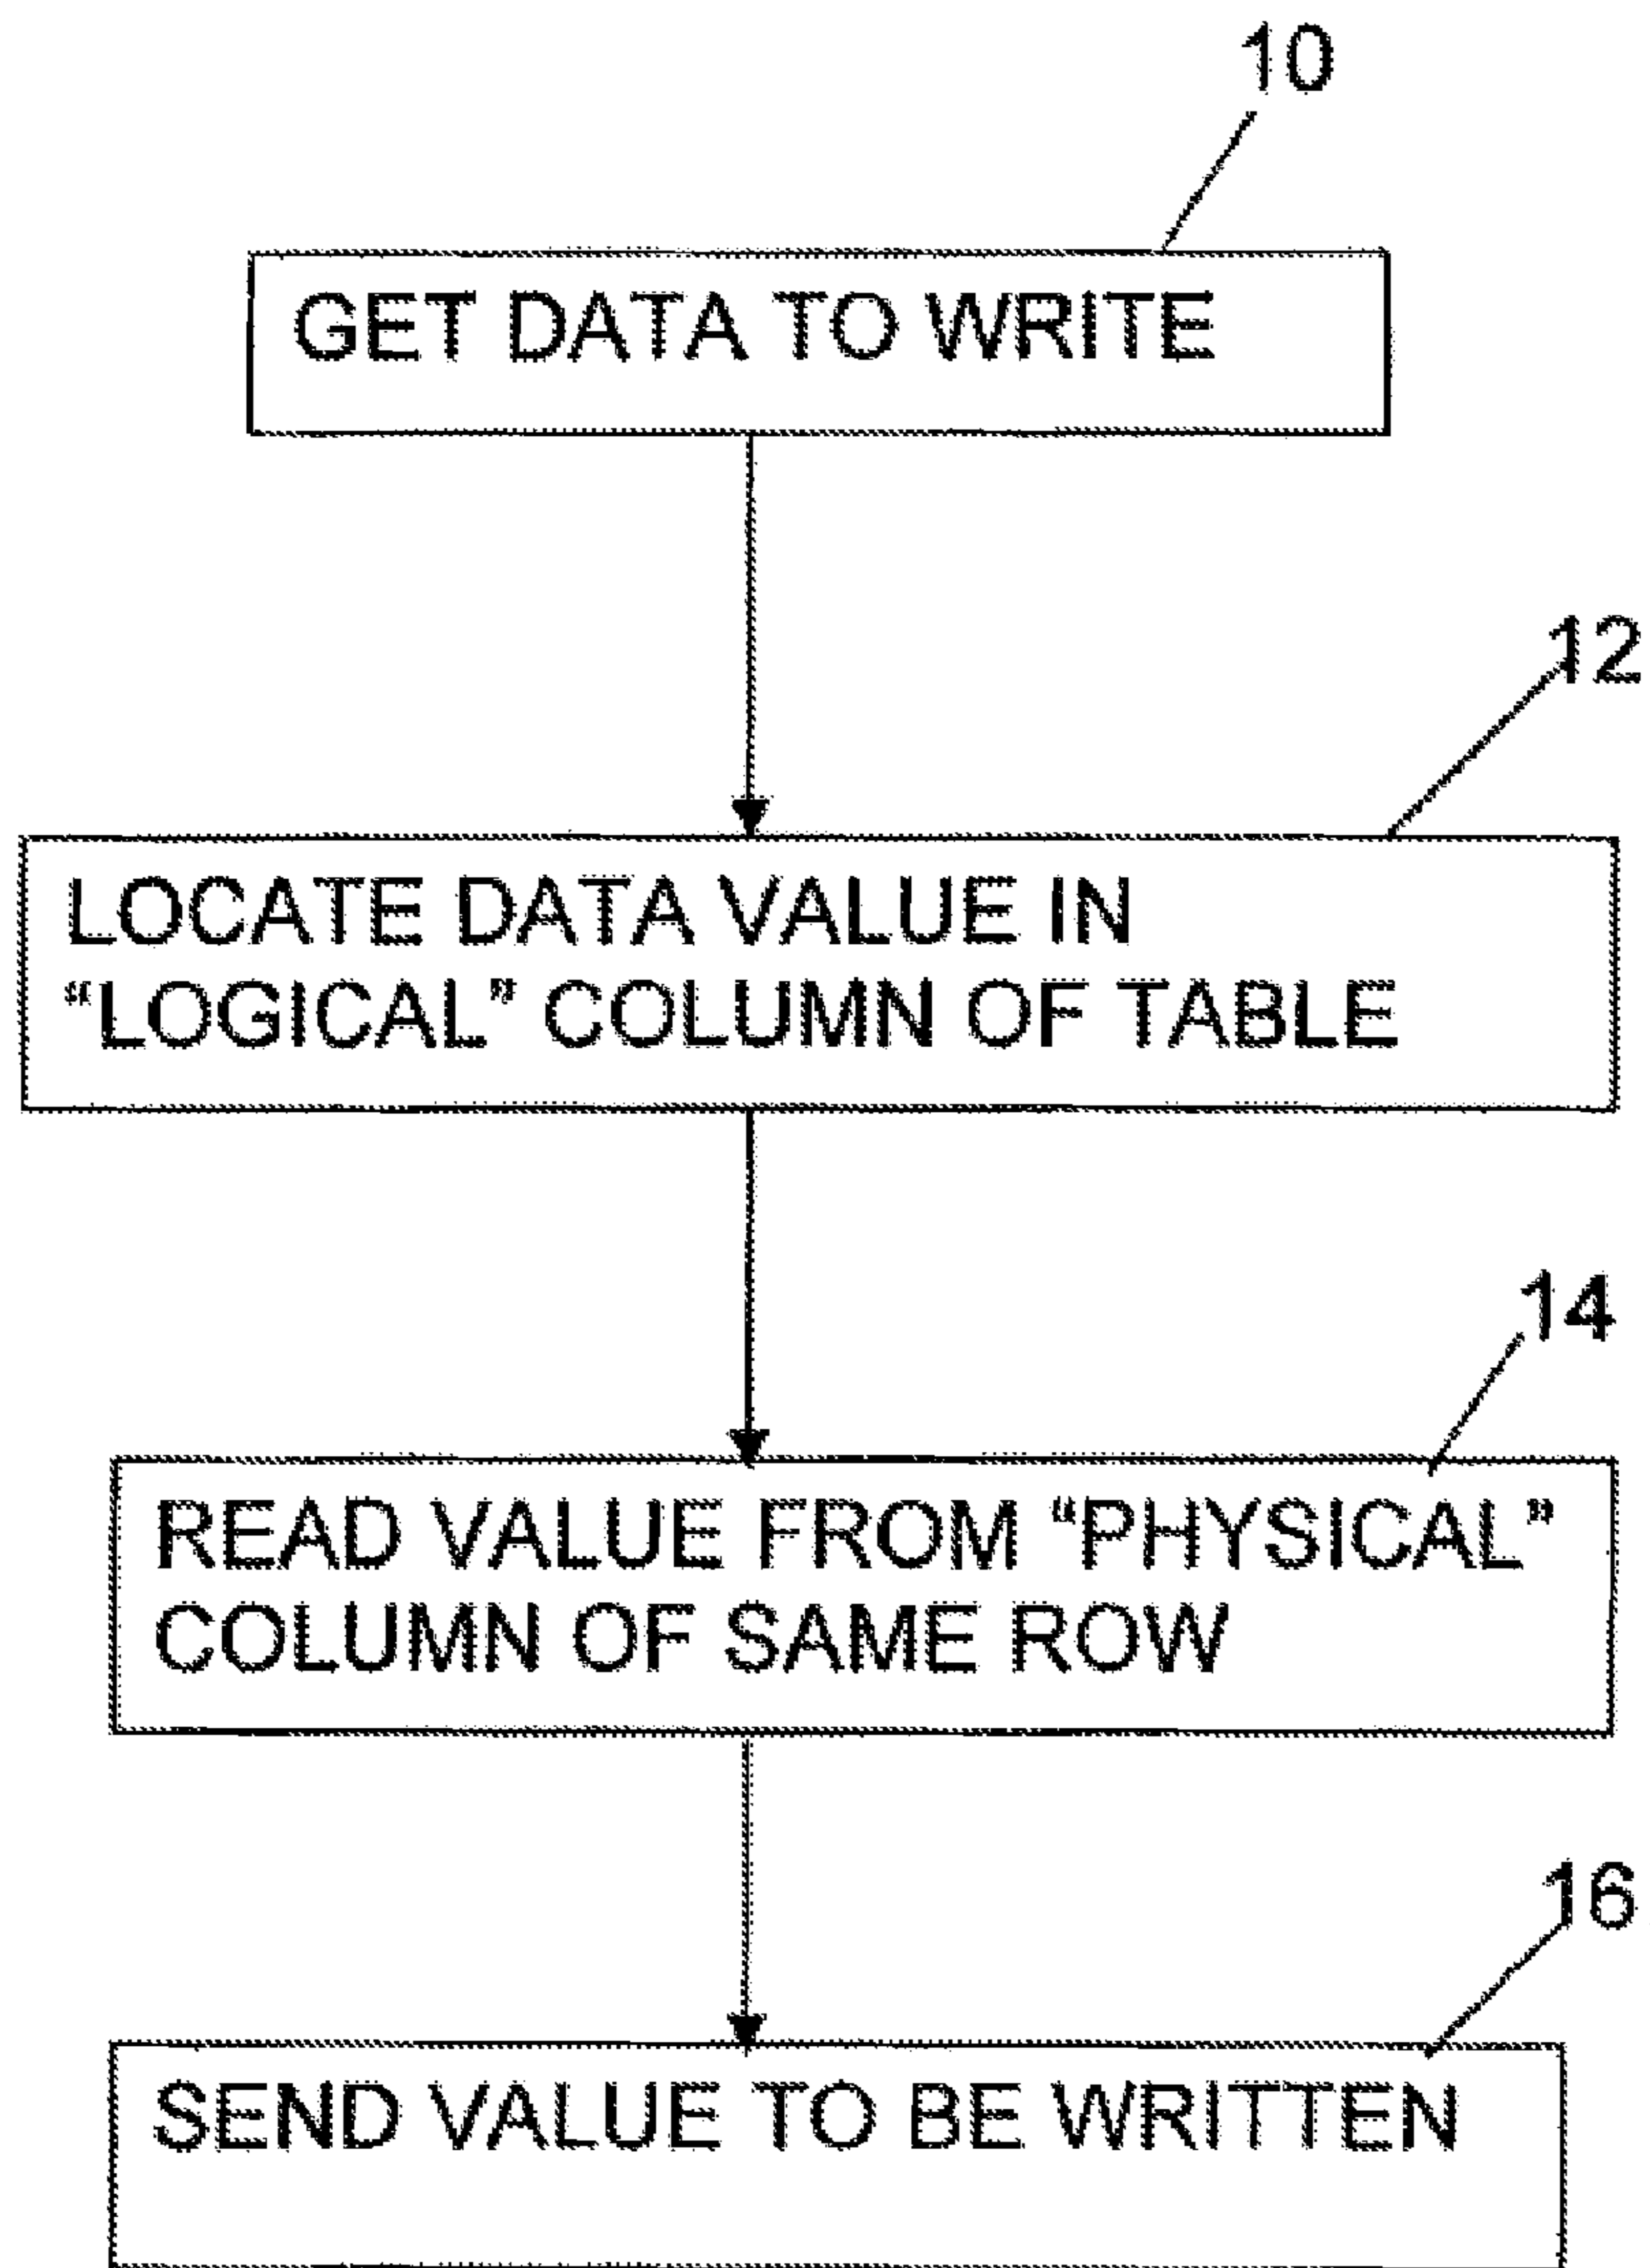 10
GET DATA TO WRITE
12
LOCATE DATA VALUE IN
“LOGICAL” COLUMN OF TABLE
14
READ VALUE FROM “PHYSICAL”
COLUMN OF SAME ROW
16
SEND VALUE TO BE WRITTEN